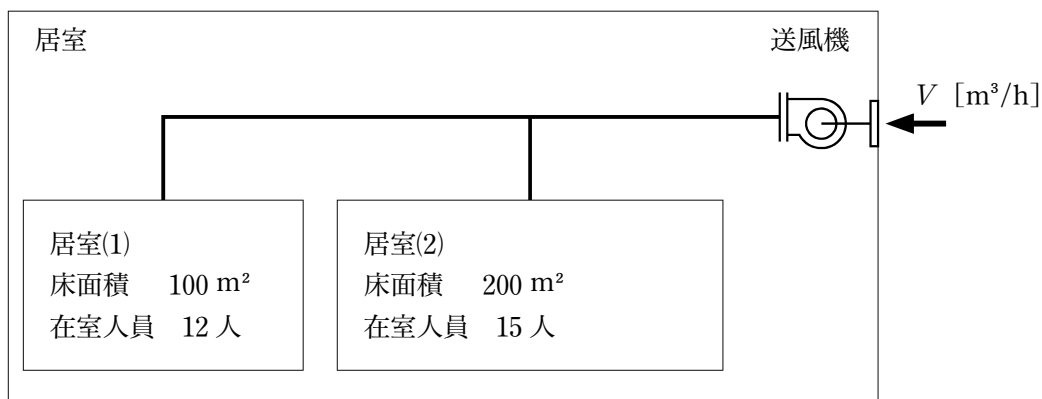 居室
送風機
V [m³/h]
居室(1)
床面積 100 m²
在室人員 12 人
居室(2)
床面積 200 m²
在室人員 15 人